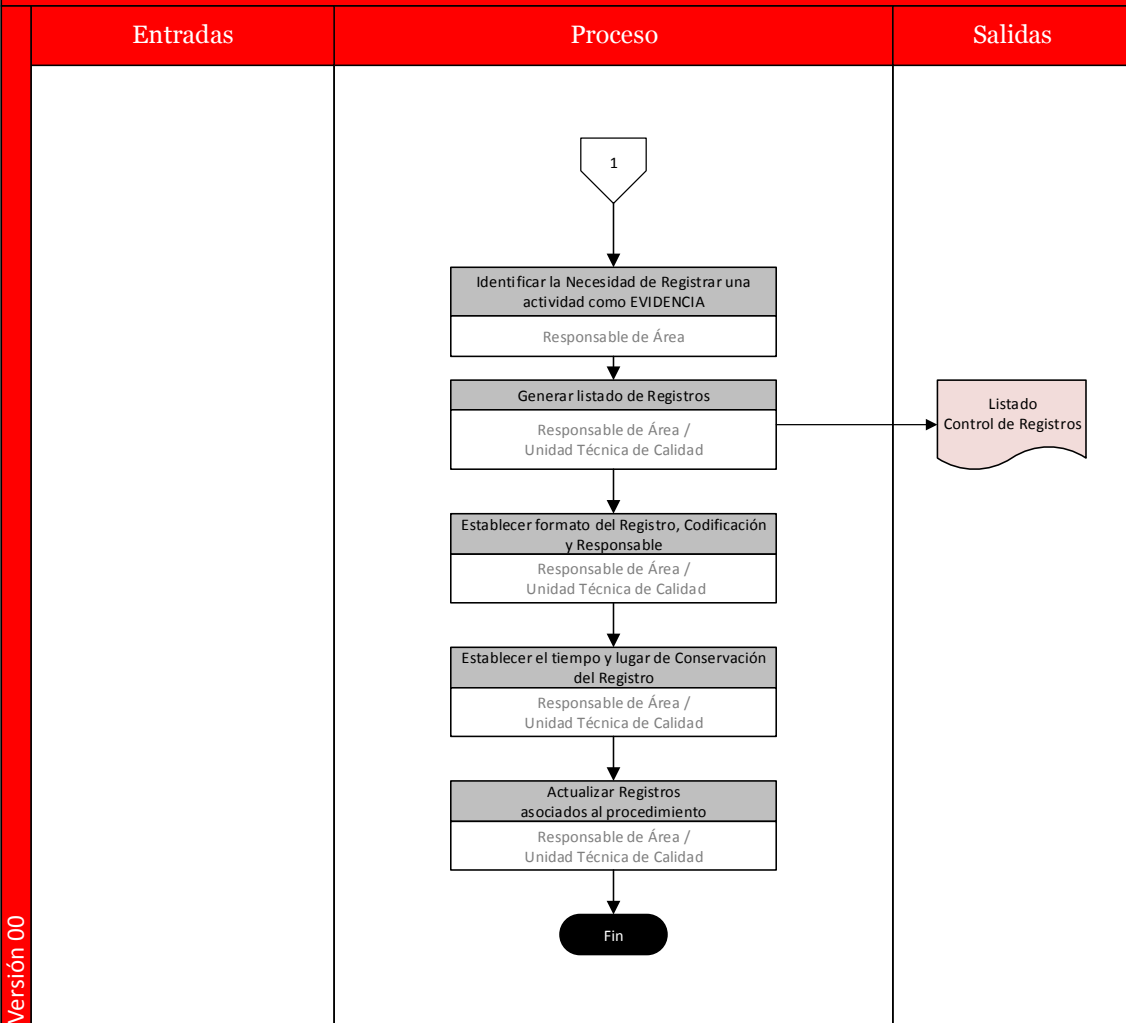 Entradas
Proceso
Salidas
1
Identificar la Necesidad de Registrar una
actividad como EVIDENCIA
Responsable de Área
Generar listado de Registros
Responsable de Área /
Unidad Técnica de Calidad
Listado
Control de Registros
Establecer formato del Registro, Codificación
y Responsable
Responsable de Área /
Unidad Técnica de Calidad
Establecer el tiempo y lugar de Conservación
del Registro
Responsable de Área /
Unidad Técnica de Calidad
Actualizar Registros
asociados al procedimiento
Responsable de Área /
Unidad Técnica de Calidad
Fin
Versión 00